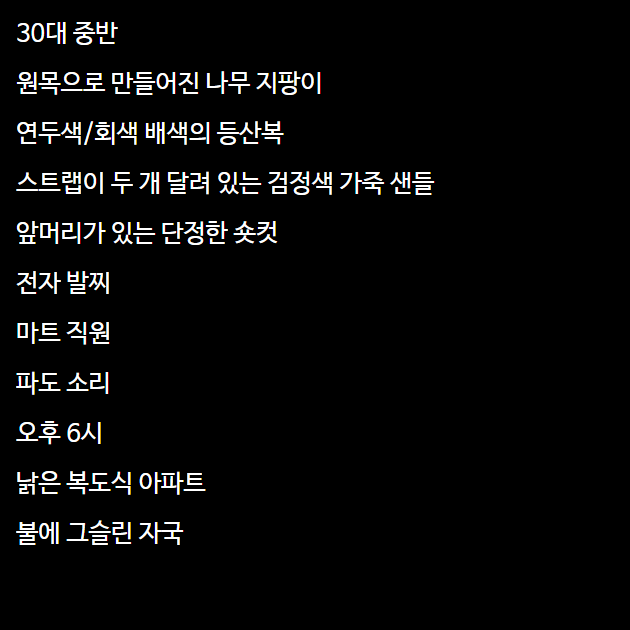 30대 중반
원목으로 만들어진 나무 지팡이
연두색/회색 배색의 등산복
스트랩이 두 개 달려 있는 검정색 가죽 샌들
앞머리가 있는 단정한 숏컷
전자 발찌
마트 직원
파도 소리
오후 6시
낡은 복도식 아파트
불에 그슬린 자국